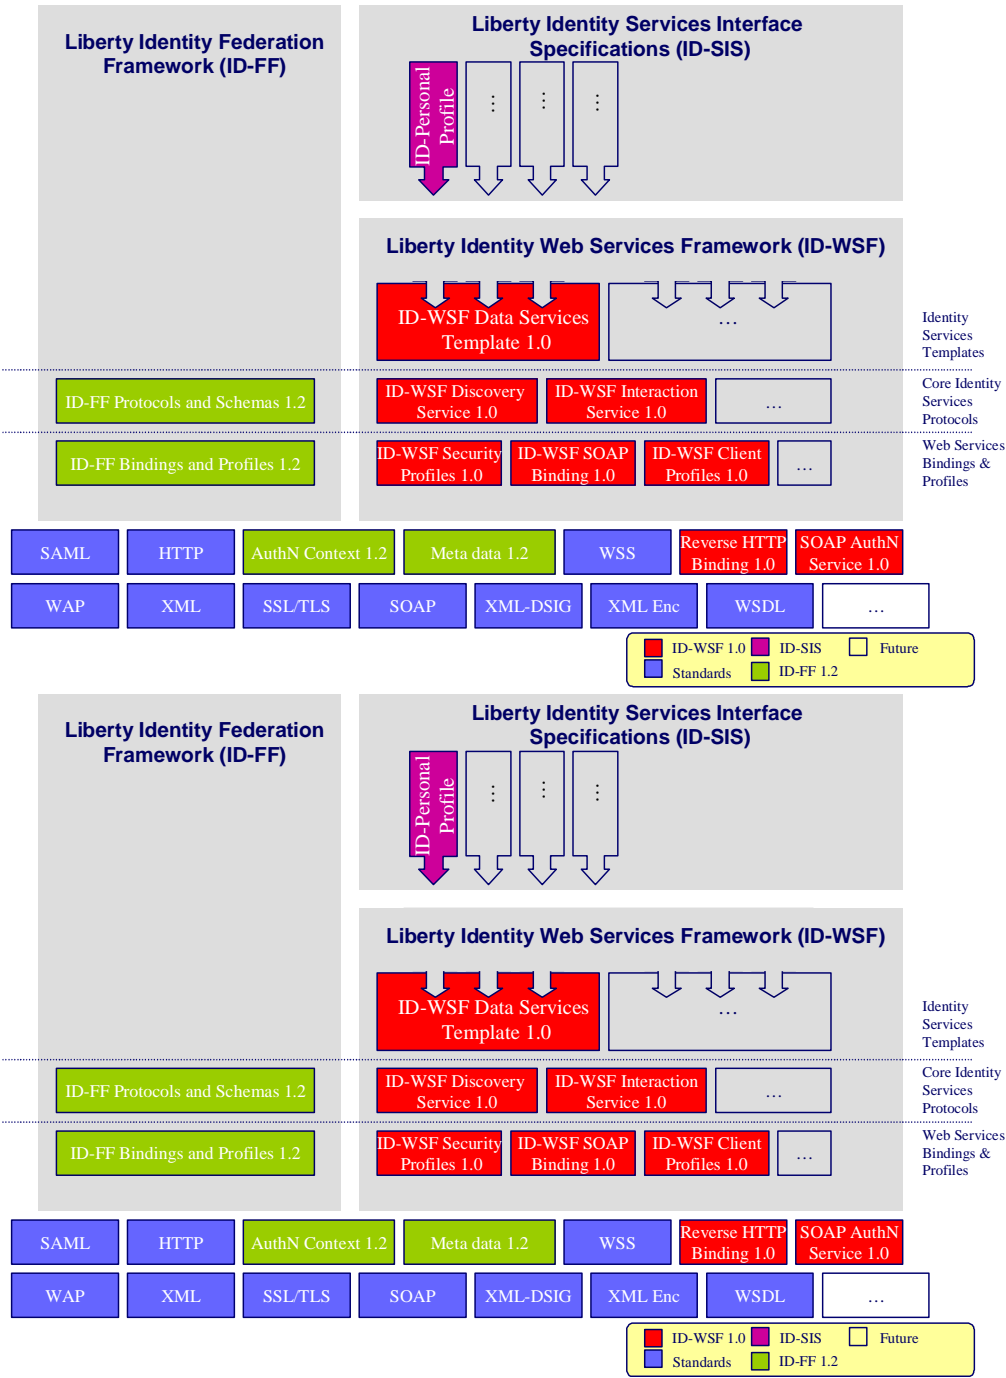 Liberty Identity Federation
Framework (ID-FF)
Liberty Identity Services Interface
Specifications (ID-SIS)
ID-Personal
Profile
...
...
...
Liberty Identity Web Services Framework (ID-WSF)
ID-WSF Data Services
Template 1.0
...
Identity
Services
Templates
ID-FF Protocols and Schemas 1.2
ID-WSF Discovery
Service 1.0
ID-WSF Interaction
Service 1.0
...
Core Identity
Services
Protocols
ID-FF Bindings and Profiles 1.2
ID-WSF Security
Profiles 1.0
ID-WSF SOAP
Binding 1.0
ID-WSF Client
Profiles 1.0
...
Web Services
Bindings &
Profiles
SAML
HTTP
AuthN Context 1.2
Meta data 1.2
WSS
Reverse HTTP
Binding 1.0
SOAP AuthN
Service 1.0
WAP
XML
SSL/TLS
SOAP
XML-DSIG
XML Enc
WSDL
...
ID-WSF 1.0
ID-SIS
Future
Standards
ID-FF 1.2
Liberty Identity Federation
Framework (ID-FF)
Liberty Identity Services Interface
Specifications (ID-SIS)
ID-Personal
Profile
...
...
...
Liberty Identity Web Services Framework (ID-WSF)
ID-WSF Data Services
Template 1.0
...
Identity
Services
Templates
ID-FF Protocols and Schemas 1.2
ID-WSF Discovery
Service 1.0
ID-WSF Interaction
Service 1.0
...
Core Identity
Services
Protocols
ID-FF Bindings and Profiles 1.2
ID-WSF Security
Profiles 1.0
ID-WSF SOAP
Binding 1.0
ID-WSF Client
Profiles 1.0
...
Web Services
Bindings &
Profiles
SAML
HTTP
AuthN Context 1.2
Meta data 1.2
WSS
Reverse HTTP
Binding 1.0
SOAP AuthN
Service 1.0
WAP
XML
SSL/TLS
SOAP
XML-DSIG
XML Enc
WSDL
...
ID-WSF 1.0
ID-SIS
Future
Standards
ID-FF 1.2